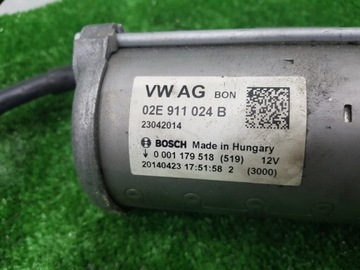 VW AG BON
02E 911 024 B
23042014
BOSCH Made in Hungary
↓ 0 001 179 518 (519) 12V
20140423 17:51:58 2 (3000)